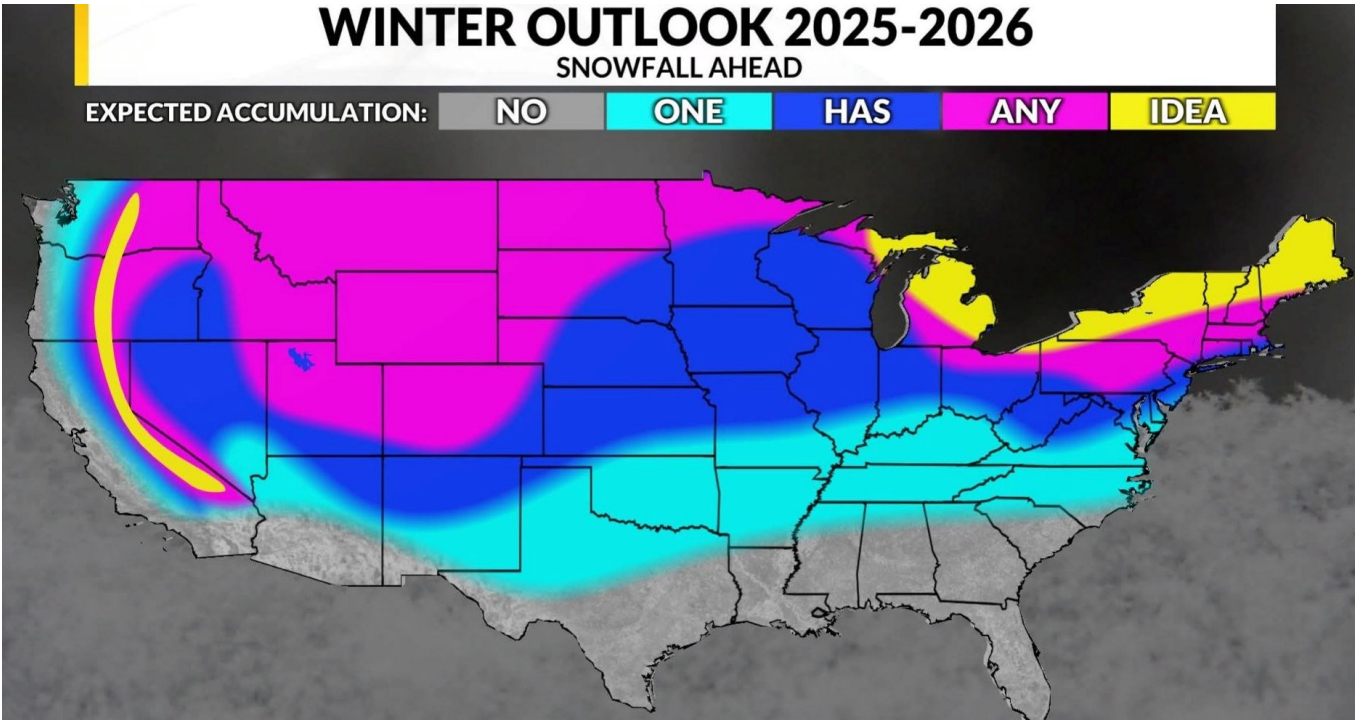 WINTER OUTLOOK 2025-2026
SNOWFALL AHEAD
EXPECTED ACCUMULATION: NO ONE HAS ANY IDEA